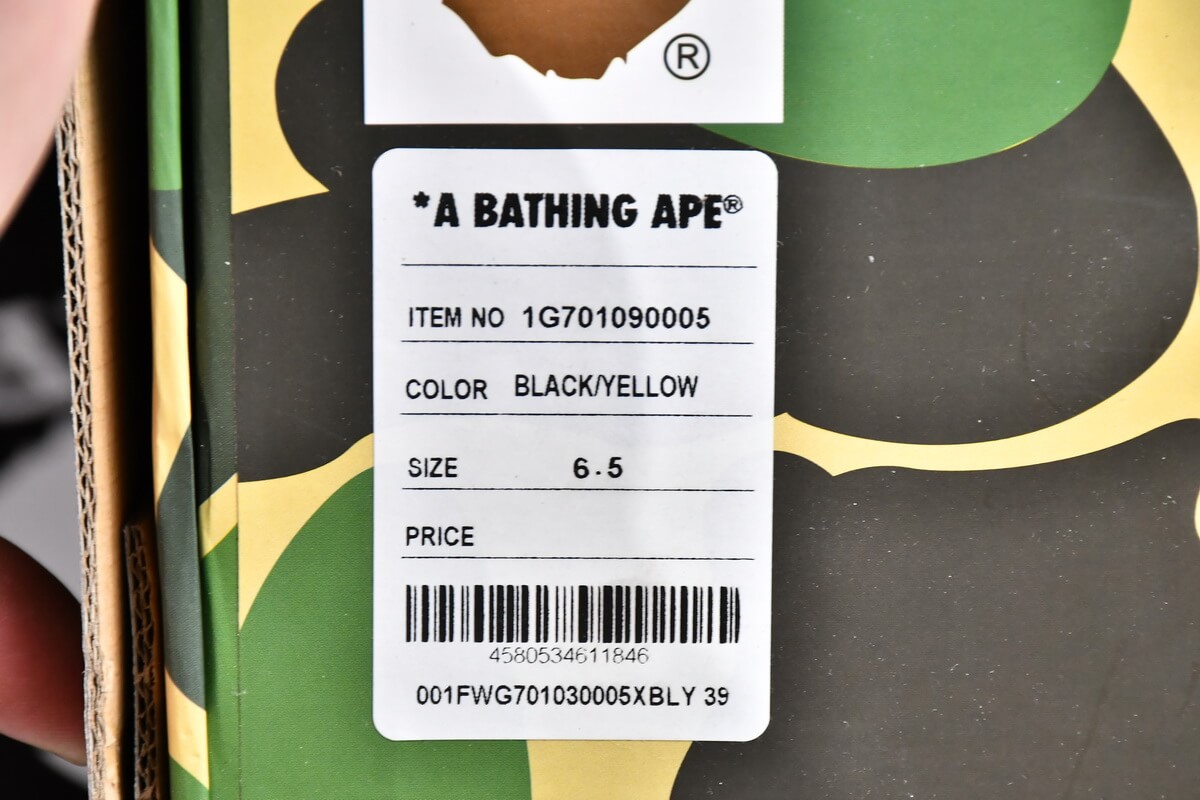 ®
*A BATHING APE®
ITEM NO 1G701090005
COLOR BLACK/YELLOW
SIZE 6.5
PRICE
4580534611846
001FWG701030005XBLY 39